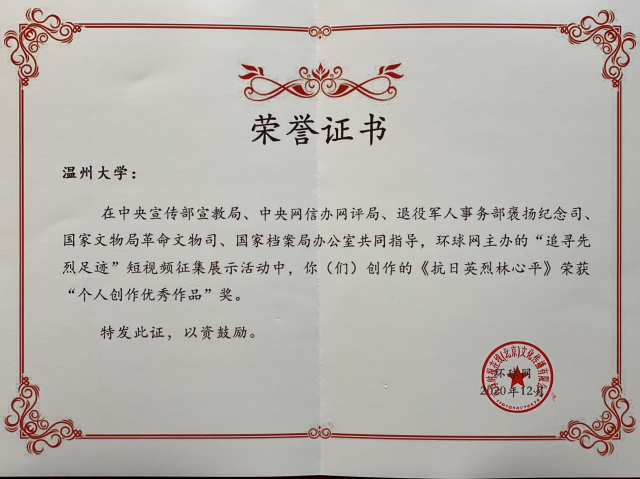 荣誉证书
温州大学：
在中央宣传部宣教局、中央网信办网评局、退役军人事务部褒扬纪念司、
国家文物局革命文物司、国家档案局办公室共同指导，环球网主办的“追寻先
烈足迹”短视频征集展示活动中，你（们）创作的《抗日英烈林心平》荣获
“个人创作优秀作品”奖。
特发此证，以资鼓励。
环球网
2020年12月